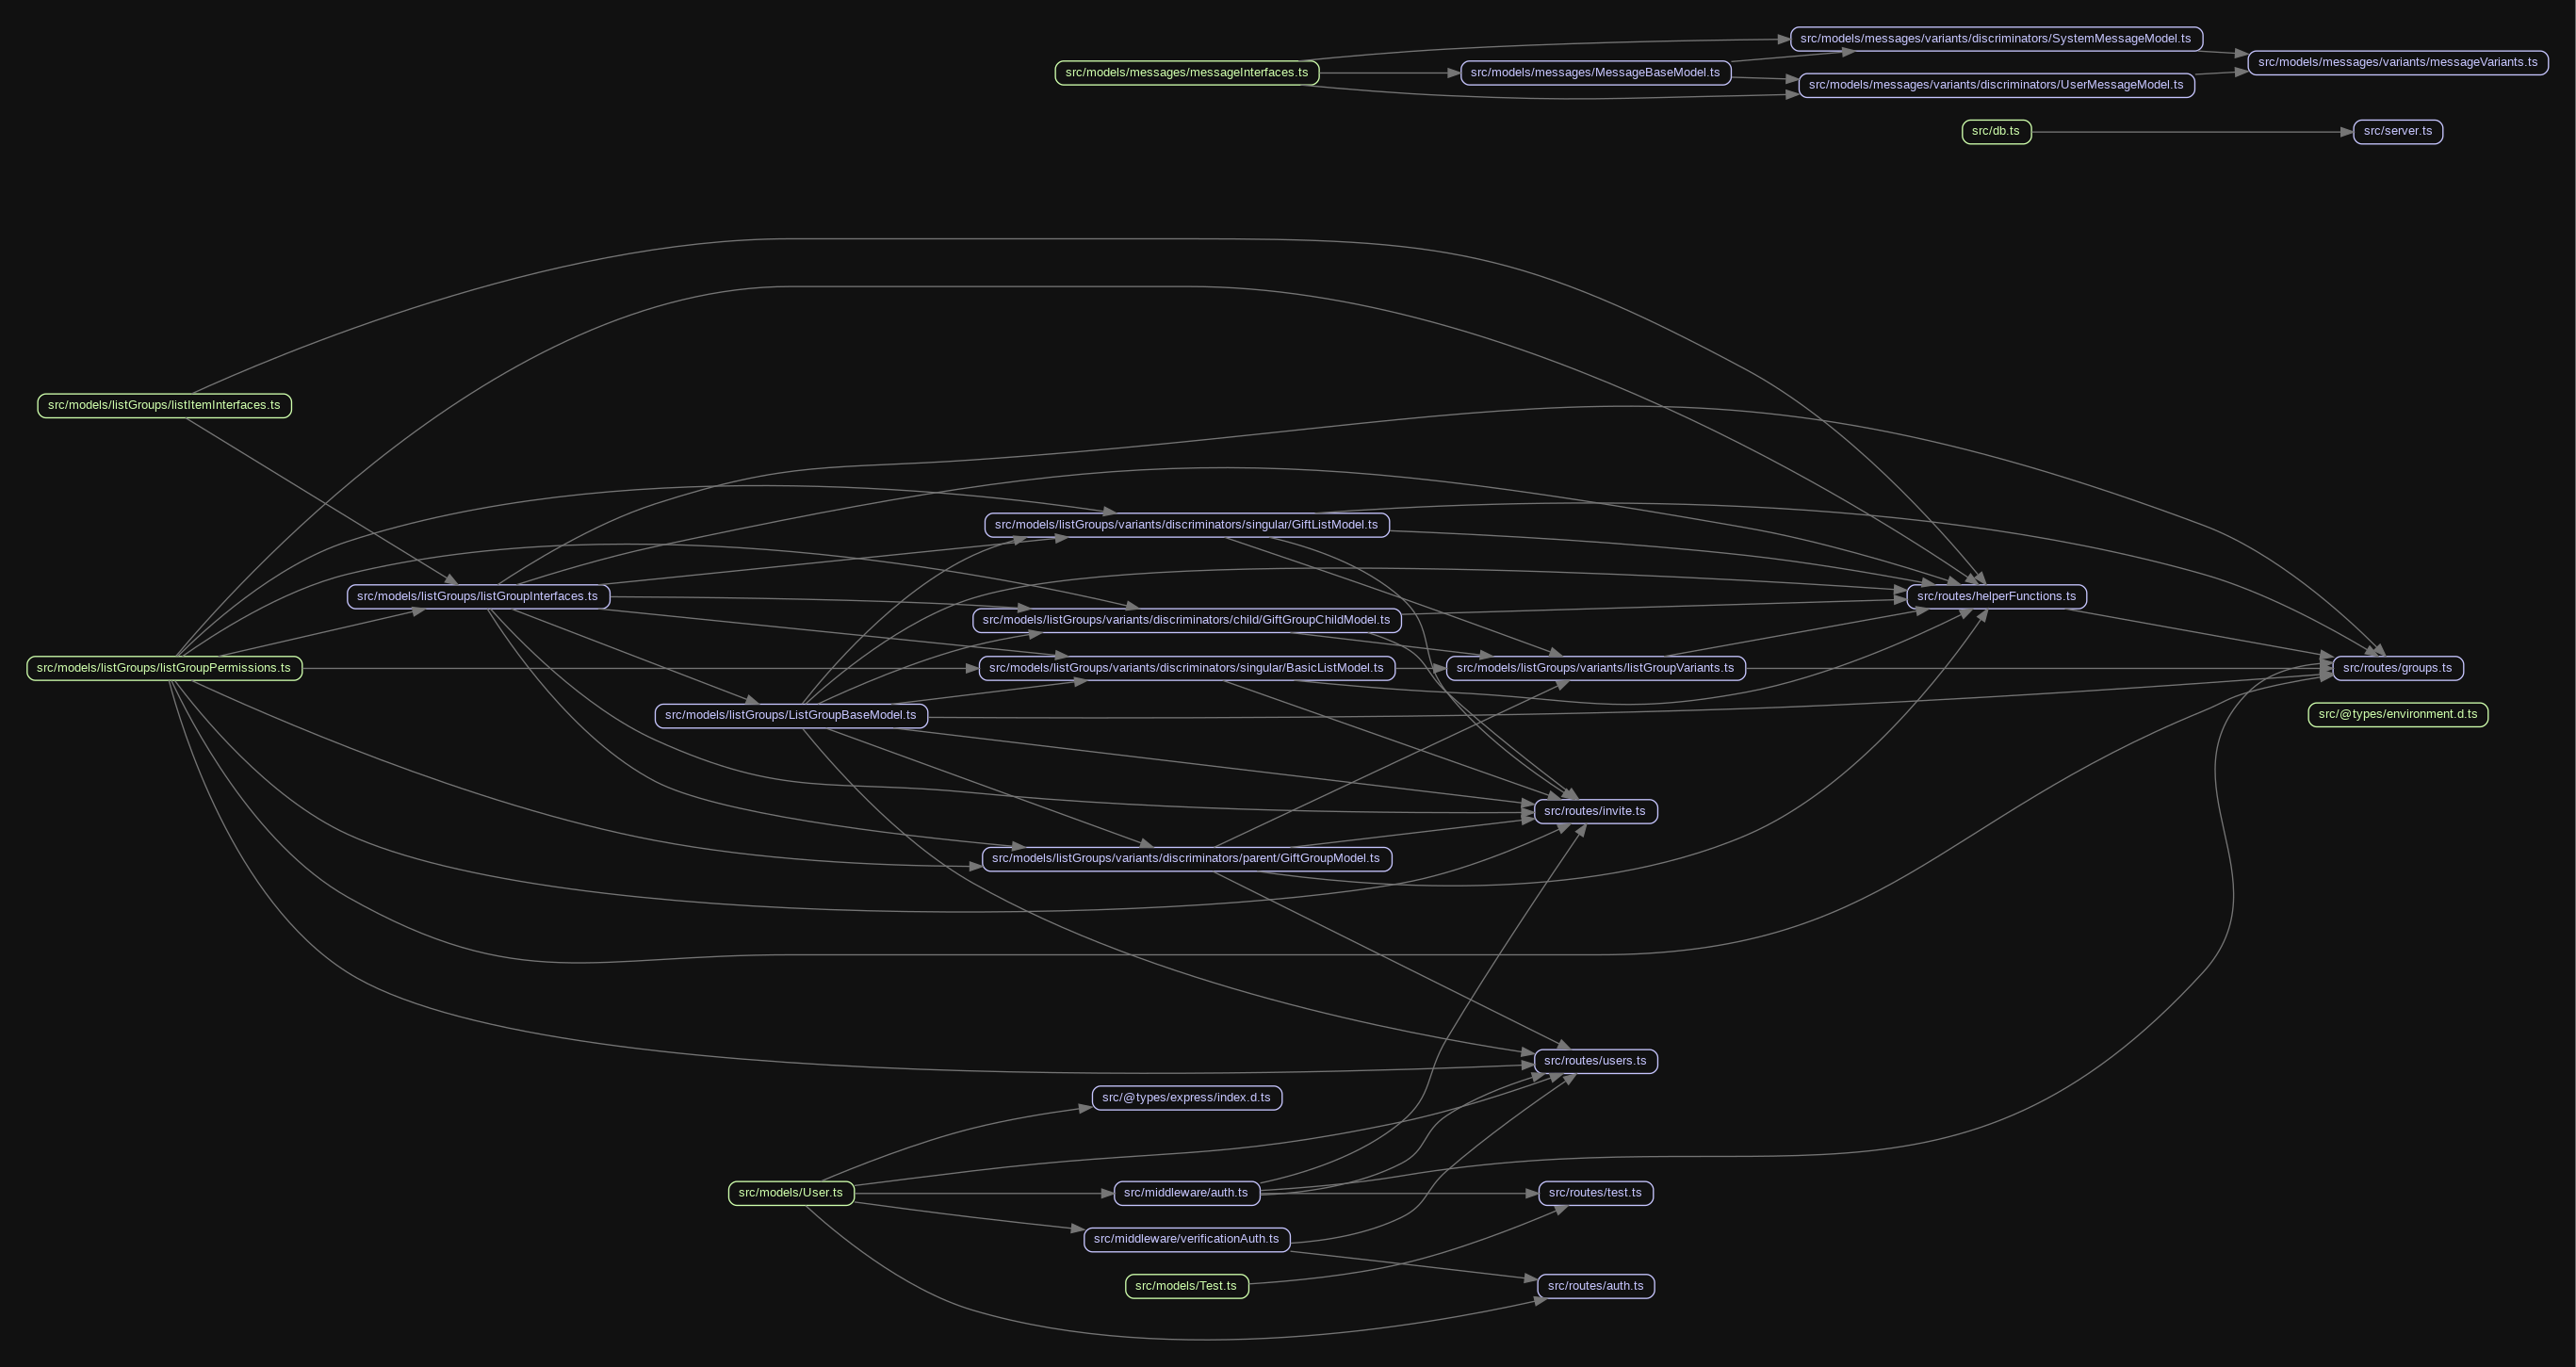 src/models/messages/variants/discriminators/SystemMessageModel.ts
src/models/messages/messageInterfaces.ts
src/models/messages/MessageBaseModel.ts
src/models/messages/variants/discriminators/UserMessageModel.ts
src/models/messages/variants/messageVariants.ts
src/db.ts
src/server.ts
src/models/listGroups/listItemInterfaces.ts
src/models/listGroups/variants/discriminators/singular/GiftListModel.ts
src/models/listGroups/listGroupInterfaces.ts
src/routes/helperFunctions.ts
src/models/listGroups/variants/discriminators/child/GiftGroupChildModel.ts
src/models/listGroups/listGroupPermissions.ts
src/models/listGroups/variants/discriminators/singular/BasicListModel.ts
src/models/listGroups/variants/listGroupVariants.ts
src/routes/groups.ts
src/models/listGroups/ListGroupBaseModel.ts
src/@types/environment.d.ts
src/routes/invite.ts
src/models/listGroups/variants/discriminators/parent/GiftGroupModel.ts
src/routes/users.ts
src/@types/express/index.d.ts
src/models/User.ts
src/middleware/auth.ts
src/routes/test.ts
src/middleware/verificationAuth.ts
src/models/Test.ts
src/routes/auth.ts